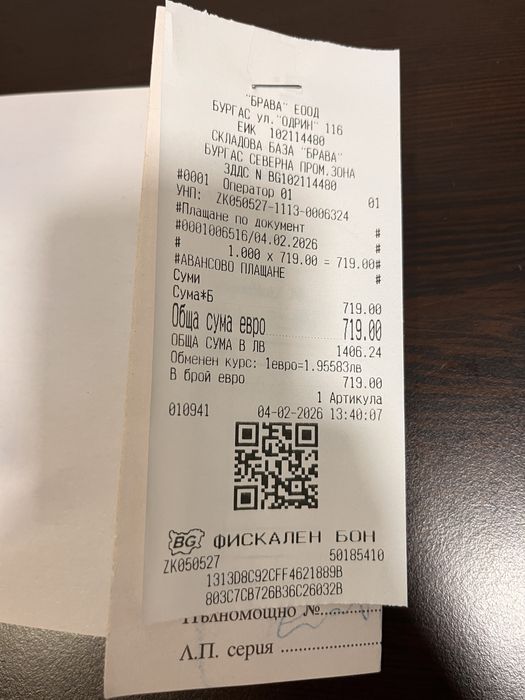 "БРАВА" ЕООД
БУРГАС ул."ОДРИН" 116
ЕИК 102114480
СКЛАДОВА БАЗА "БРАВА"
БУРГАС СЕВЕРНА ПРОМ.ЗОНА
ЗДДС N BG102114480
#0001 Оператор 01 01
УНП: ZK050527-1113-0006324
#Плащане по документ #
#0001006516/04.02.2026 #
# 1.000 x 719.00 = 719.00#
#АВАНСОВО ПЛАЩАНЕ #
Суми
Сума*Б 719.00
Обща сума евро 719.00
ОБЩА СУМА В ЛВ 1406.24
Обменен курс: 1евро=1.95583лв
В брой евро 719.00
1 Артикула
010941 04-02-2026 13:40:07
BG ФИСКАЛЕН БОН
ZK050527 50185410
1313D8C92CFF4621889B
803C7CB726B36C26032B
Пълномощно №
Л.П. серия